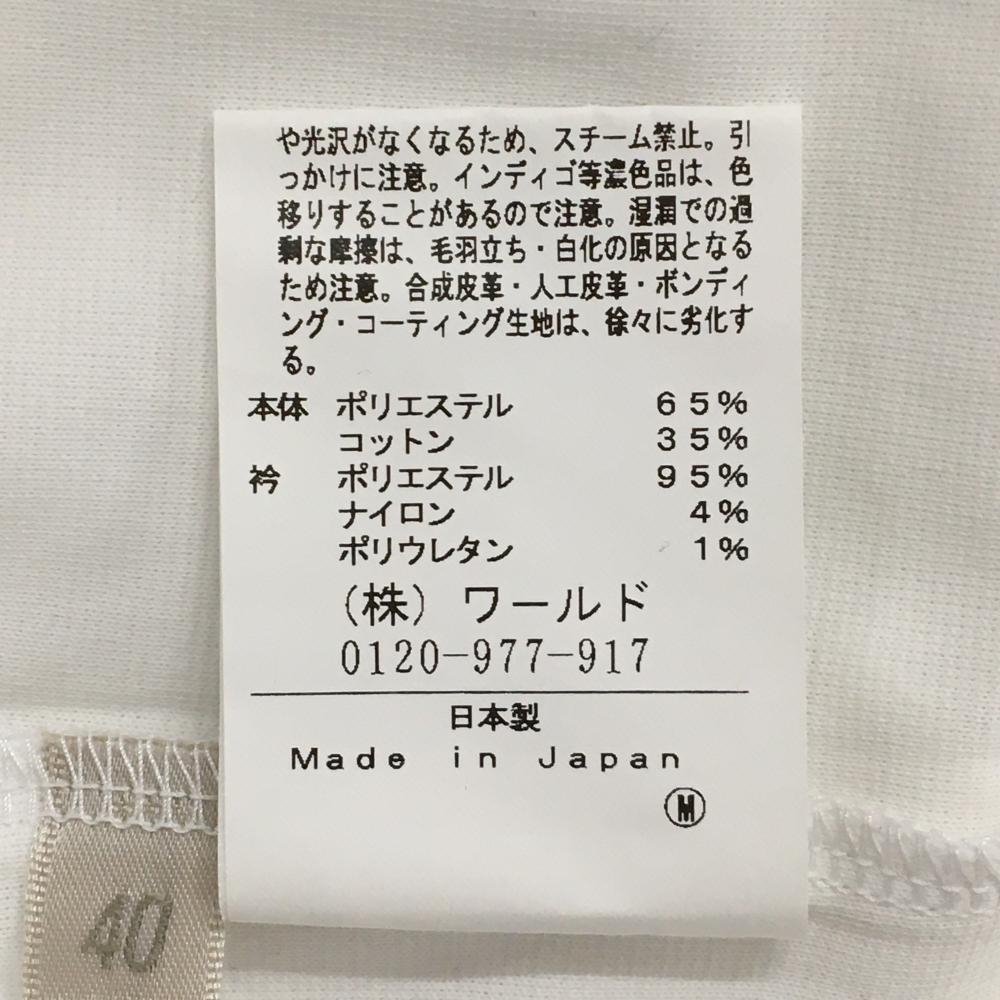 や光沢がなくなるため、スチーム禁止。引
っかけに注意。インディゴ等濃色品は、色
移りすることがあるので注意。湿潤での過
剰な摩擦は、毛羽立ち・白化の原因となる
ため注意。合成皮革・人工皮革・ボンディ
ング・コーティング生地は、徐々に劣化す
る。
本体 ポリエステル 65%
コットン 35%
衿 ポリエステル 95%
ナイロン 4%
ポリウレタン 1%
(株) ワールド
0120-977-917
日本製
Made in Japan
M
40